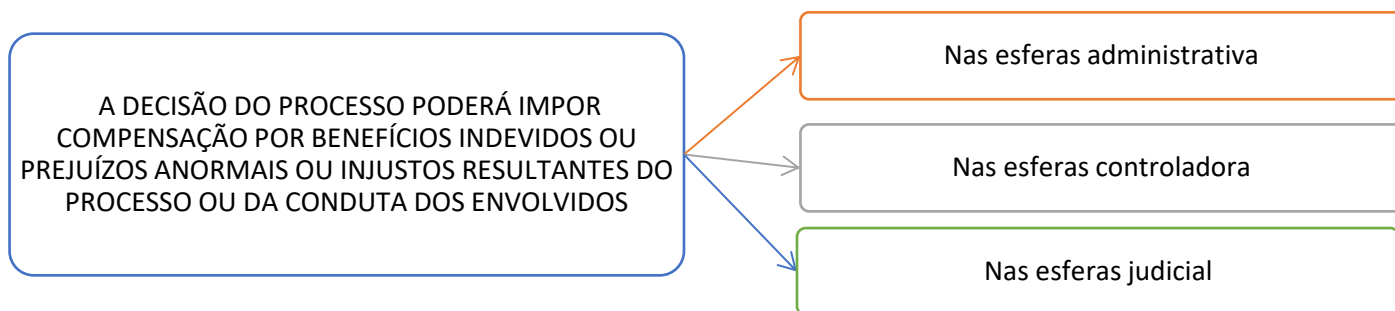 A DECISÃO DO PROCESSO PODERÁ IMPOR
COMPENSAÇÃO POR BENEFÍCIOS INDEVIDOS OU
PREJUÍZOS ANORMAIS OU INJUSTOS RESULTANTES DO
PROCESSO OU DA CONDUTA DOS ENVOLVIDOS
Nas esferas administrativa
Nas esferas controladora
Nas esferas judicial